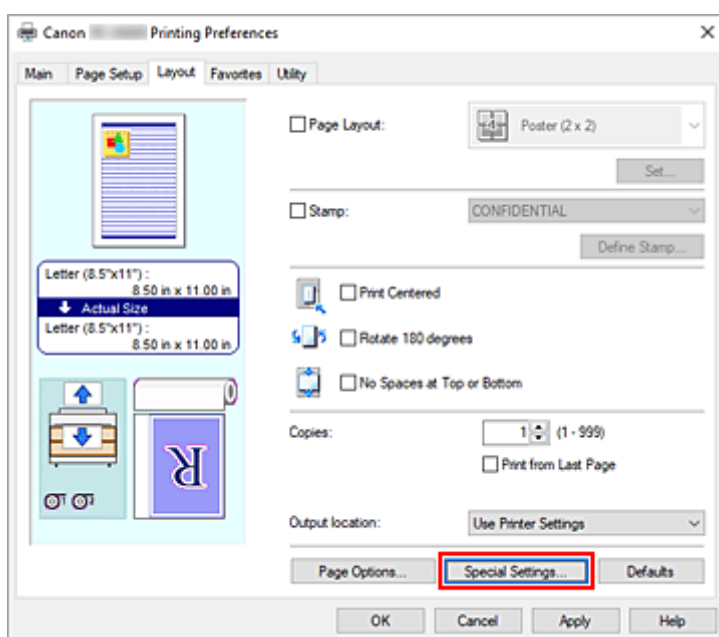 Canon Printing Preferences
Main Page Setup Layout Favorites Utility
Page Layout: Poster (2 x 2)
Set...
Stamp: CONFIDENTIAL
Define Stamp...
Letter (8.5"x11") :
8.50 in x 11.00 in
Actual Size
Letter (8.5"x11") :
8.50 in x 11.00 in
Print Centered
Rotate 180 degrees
No Spaces at Top or Bottom
Copies: 1 (1 - 999)
Print from Last Page
Output location: Use Printer Settings
Page Options... Special Settings... Defaults
OK Cancel Apply Help